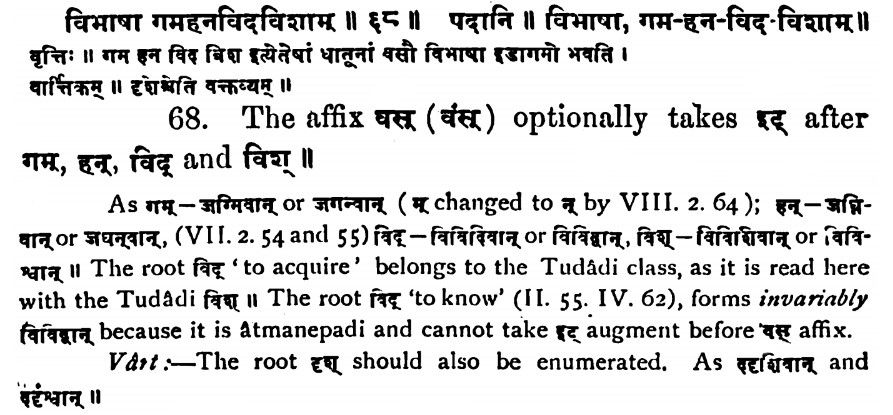 विभाषा गमहनविदविशाम् ॥ ६८ ॥ पदानि ॥ विभाषा, गम-हन-विद-विशाम् ॥
वृत्तिः ॥ गम हन विद विश इत्येतेषां धातूनां वसौ विभाषा इडागमो भवति ।
वार्त्तिकम् ॥ दृशेश्चेति वक्तव्यम् ॥
68. The affix वस् (वंस्) optionally takes इट् after
गम्, हन्, विद् and विश् ॥
As गम्—जग्मिवान् or जगन्वान् ( म् changed to न् by VIII. 2. 64 ); हन्—जघ्नि-
वान् or जघन्वान्, (VII. 2. 54 and 55) विद्—विविदिवान् or विविद्वान्, विश्—विविशिवान् or विवि-
श्वान् ॥ The root विद् ‘to acquire’ belongs to the Tudâdi class, as it is read here
with the Tudâdi विश् ॥ The root विद् ‘to know’ (II. 55. IV. 62), forms invariably
विविद्वान् because it is âtmanepadi and cannot take इट् augment before वस् affix.
Vârt :—The root दृश् should also be enumerated. As ददृशिवान् and
ददृश्वान् ॥